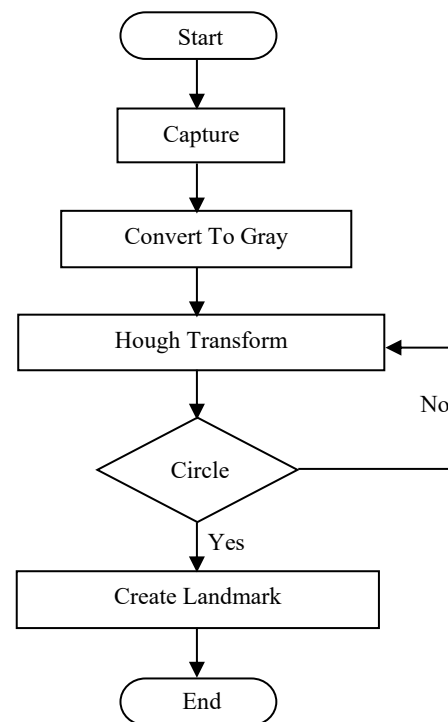 Start
Capture
Convert To Gray
Hough Transform
No
Circle
Yes
Create Landmark
End